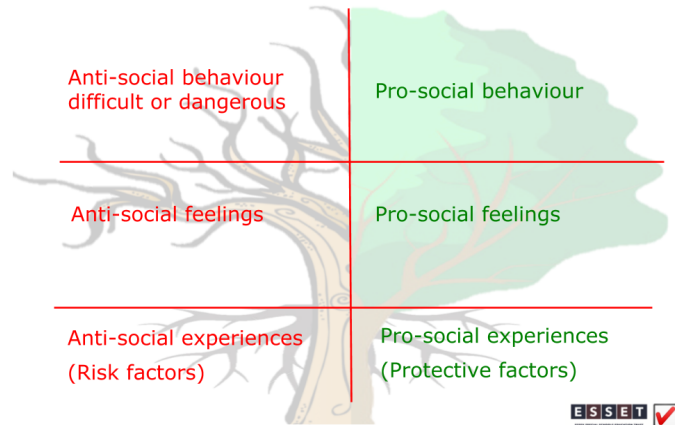 Anti-social behaviour
difficult or dangerous
Pro-social behaviour
Anti-social feelings
Pro-social feelings
Anti-social experiences
(Risk factors)
Pro-social experiences
(Protective factors)
ESSET